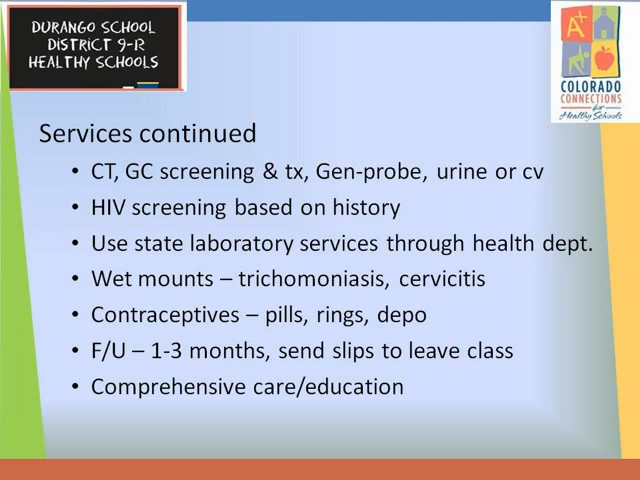 DURANGO SCHOOL
DISTRICT 9-R
HEALTHY SCHOOLS
A+
COLORADO
CONNECTIONS
for
Healthy Schools
Services continued
• CT, GC screening & tx, Gen-probe, urine or cv
• HIV screening based on history
• Use state laboratory services through health dept.
• Wet mounts – trichomoniasis, cervicitis
• Contraceptives – pills, rings, depo
• F/U – 1-3 months, send slips to leave class
• Comprehensive care/education